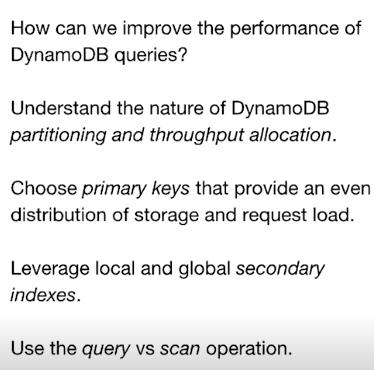 How can we improve the performance of
DynamoDB queries?
Understand the nature of DynamoDB
partitioning and throughput allocation.
Choose primary keys that provide an even
distribution of storage and request load.
Leverage local and global secondary
indexes.
Use the query vs scan operation.